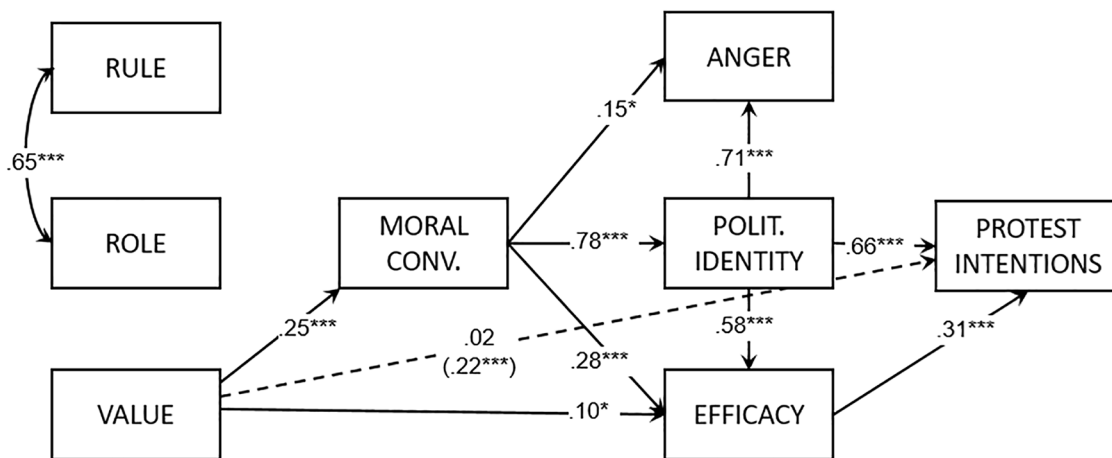 RULE
ANGER
.15*
.65***
.71***
ROLE
MORAL
CONV.
.78***
POLIT.
IDENTITY
.66***
PROTEST
INTENTIONS
.25***
.02
(.22***)
.28***
.58***
.31***
VALUE
.10*
EFFICACY